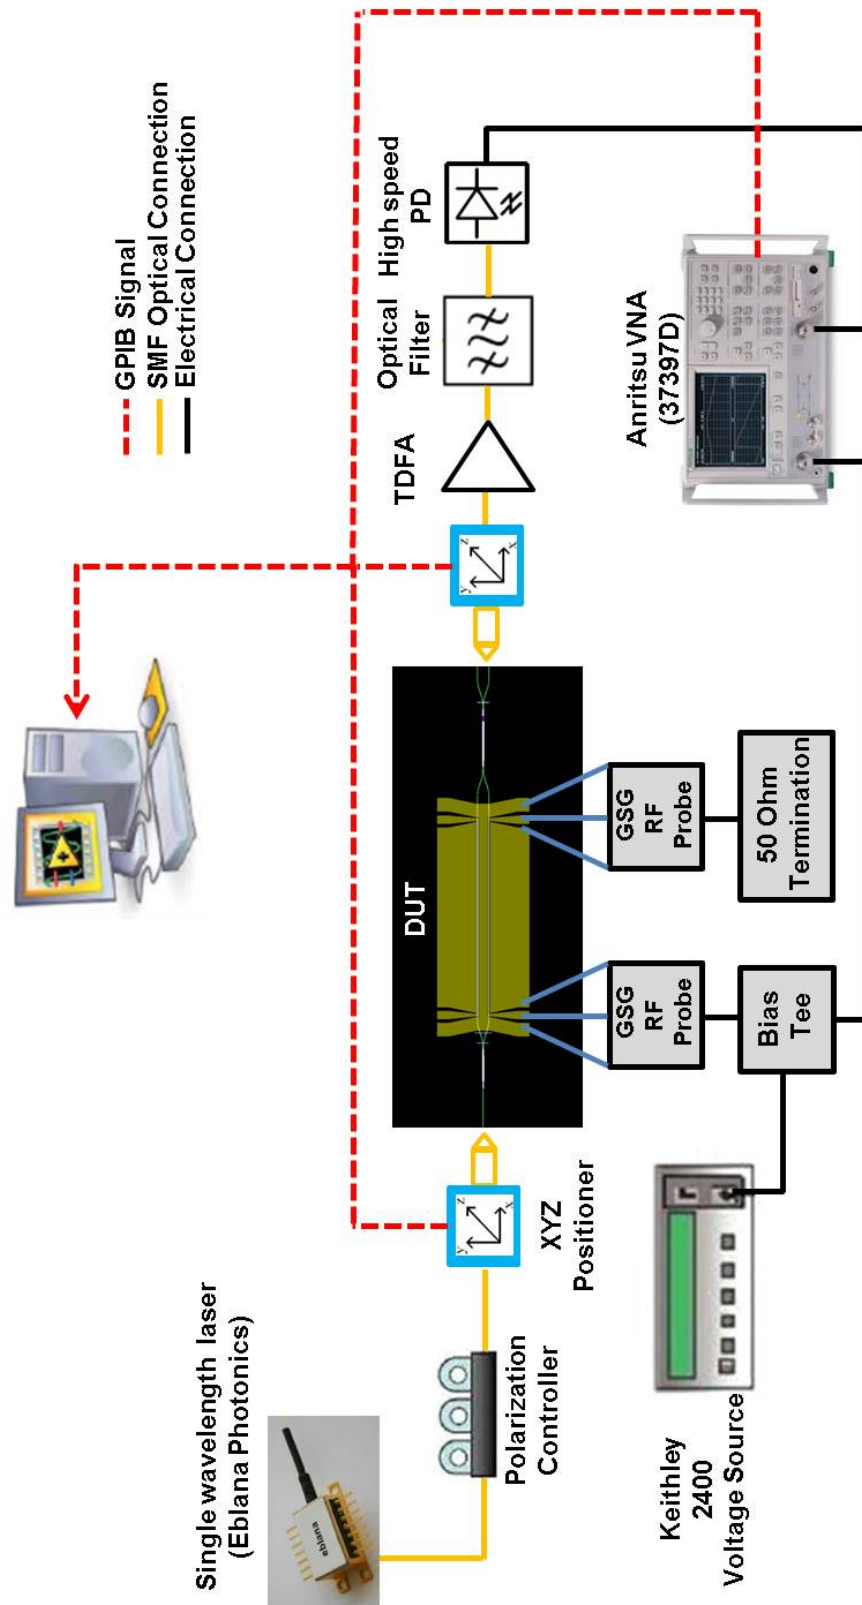 GPIB Signal
SMF Optical Connection
Electrical Connection
Single wavelength laser
(Eblana Photonics)
eblana
Polarization
Controller
XYZ
Positioner
y
z
x
DUT
y
z
x
TDFA
Optical
Filter
High speed
PD
Keithley
2400
Voltage Source
GSG
RF
Probe
Bias
Tee
GSG
RF
Probe
50 Ohm
Termination
Anritsu VNA
(37397D)